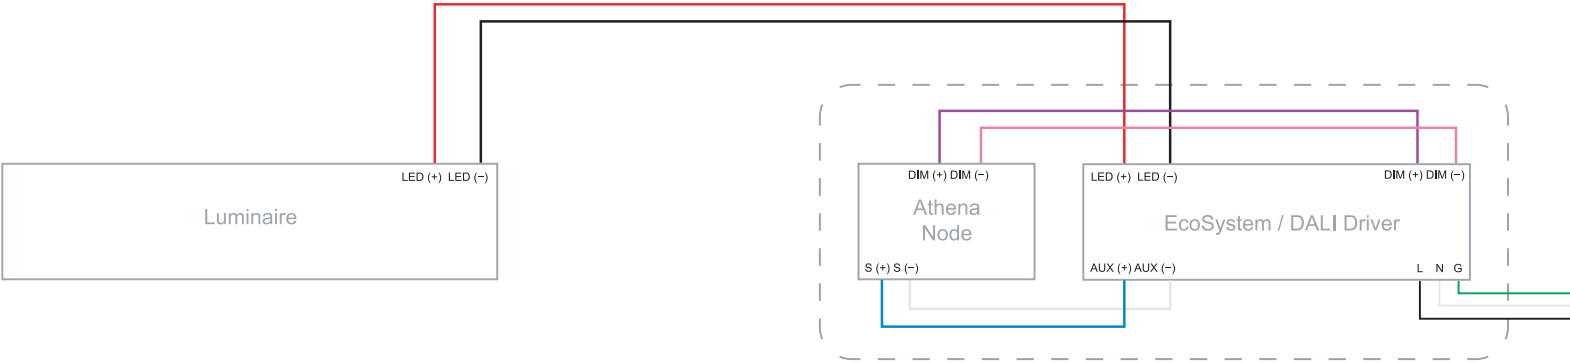 LED (+) LED (−)
Luminaire
DIM (+) DIM (−)
Athena
Node
S (+) S (−)
LED (+) LED (−)
DIM (+) DIM (−)
EcoSystem / DALI Driver
AUX (+) AUX (−)
L N G